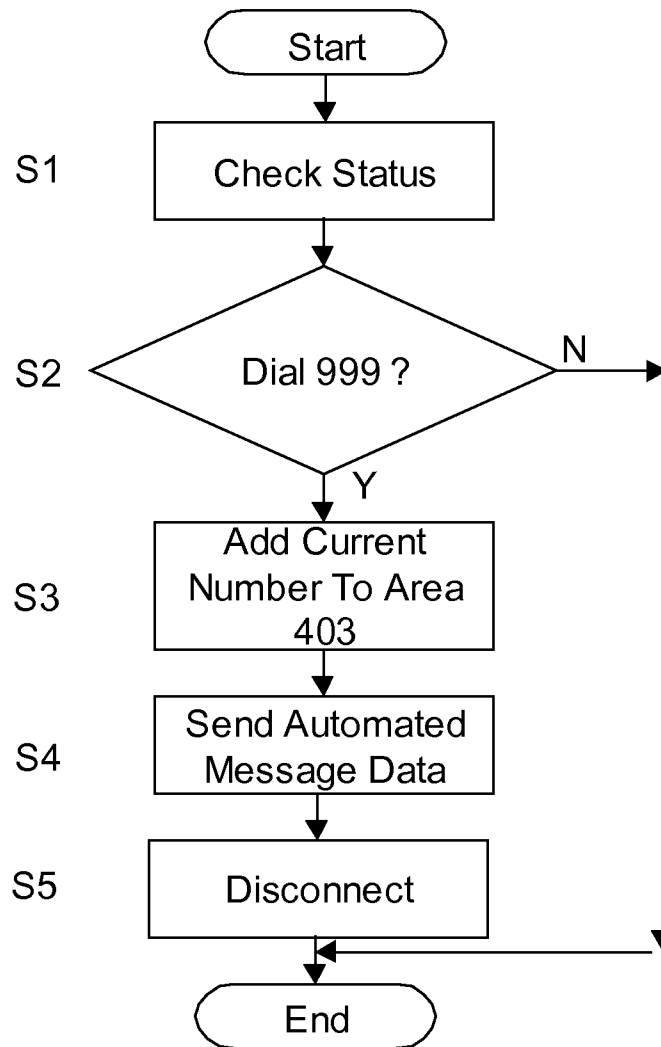 Start
S1
Check Status
S2
Dial 999 ?
N
Y
S3
Add Current
Number To Area
403
S4
Send Automated
Message Data
S5
Disconnect
End